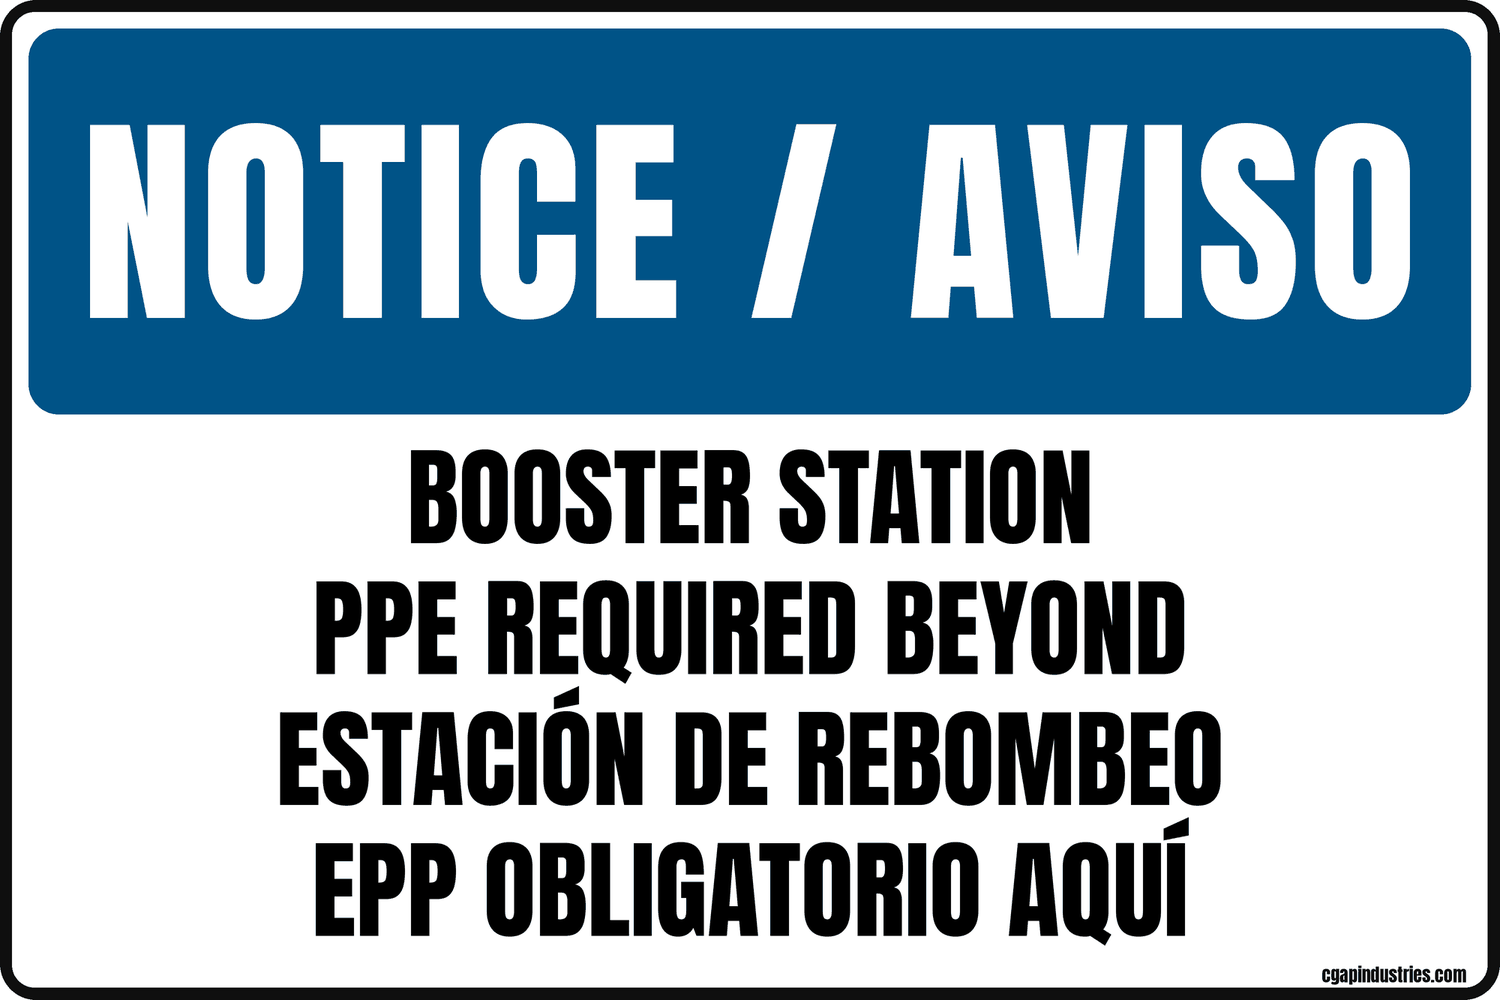 NOTICE / AVISO
BOOSTER STATION
PPE REQUIRED BEYOND
ESTACIÓN DE REBOMBEO
EPP OBLIGATORIO AQUÍ
cgapindustries.com